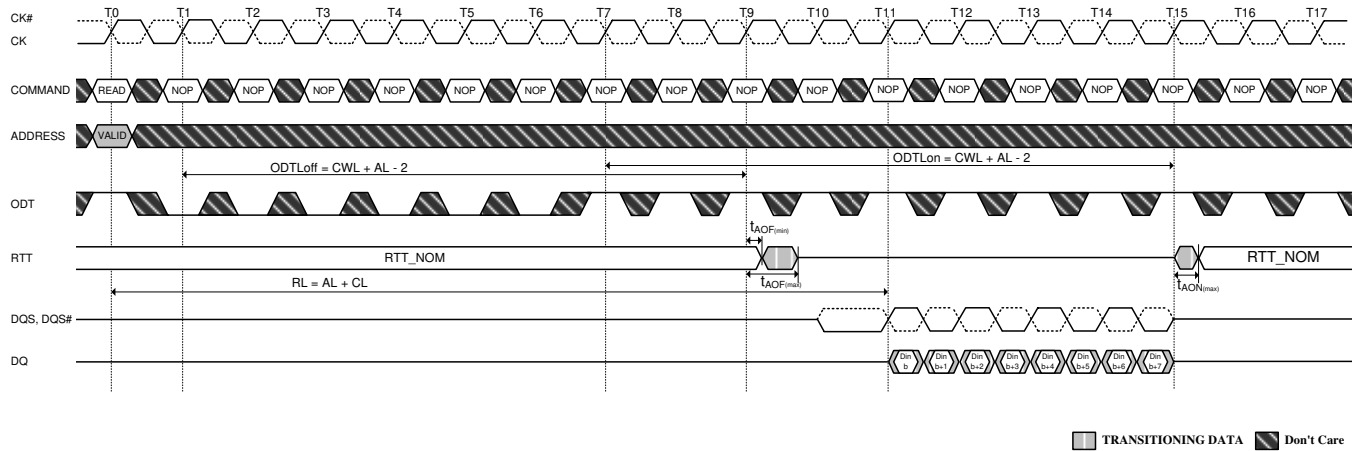 CK#
CK
T0 T1 T2 T3 T4 T5 T6 T7 T8 T9 T10 T11 T12 T13 T14 T15 T16 T17
COMMAND READ NOP NOP NOP NOP NOP NOP NOP NOP NOP NOP NOP NOP NOP NOP NOP NOP NOP
ADDRESS VALID
ODTLoff = CWL + AL - 2
ODTLon = CWL + AL - 2
ODT
tAOF(min)
RTT RTT_NOM RTT_NOM
tAOF(max)
tAON(max)
RL = AL + CL
DQS, DQS#
DQ Din b Din b+1 Din b+2 Din b+3 Din b+4 Din b+5 Din b+6 Din b+7
TRANSITIONING DATA Don't Care